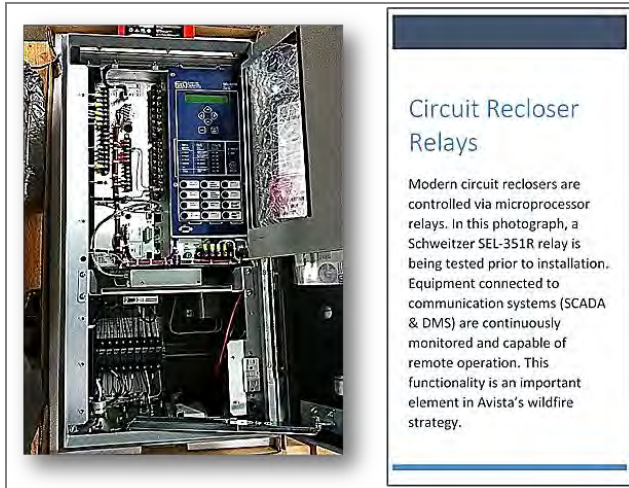 Circuit Recloser
Relays
Modern circuit reclosers are
controlled via microprocessor
relays. In this photograph, a
Schweitzer SEL-351R relay is
being tested prior to installation.
Equipment connected to
communication systems (SCADA
& DMS) are continuously
monitored and capable of
remote operation. This
functionality is an important
element in Avista's wildfire
strategy.